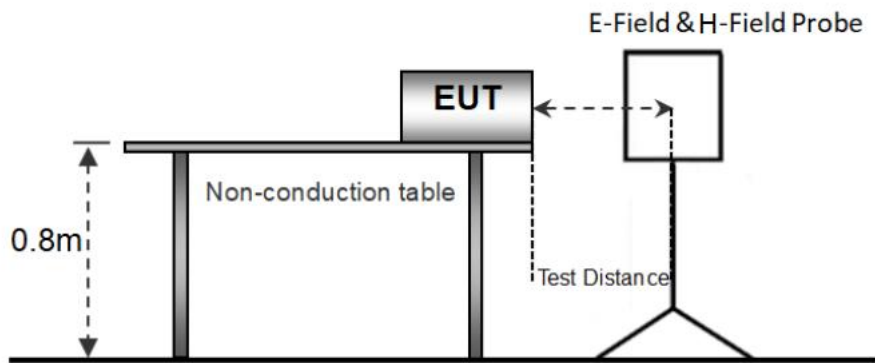 E-Field & H-Field Probe
EUT
Non-conduction table
0.8m
Test Distance